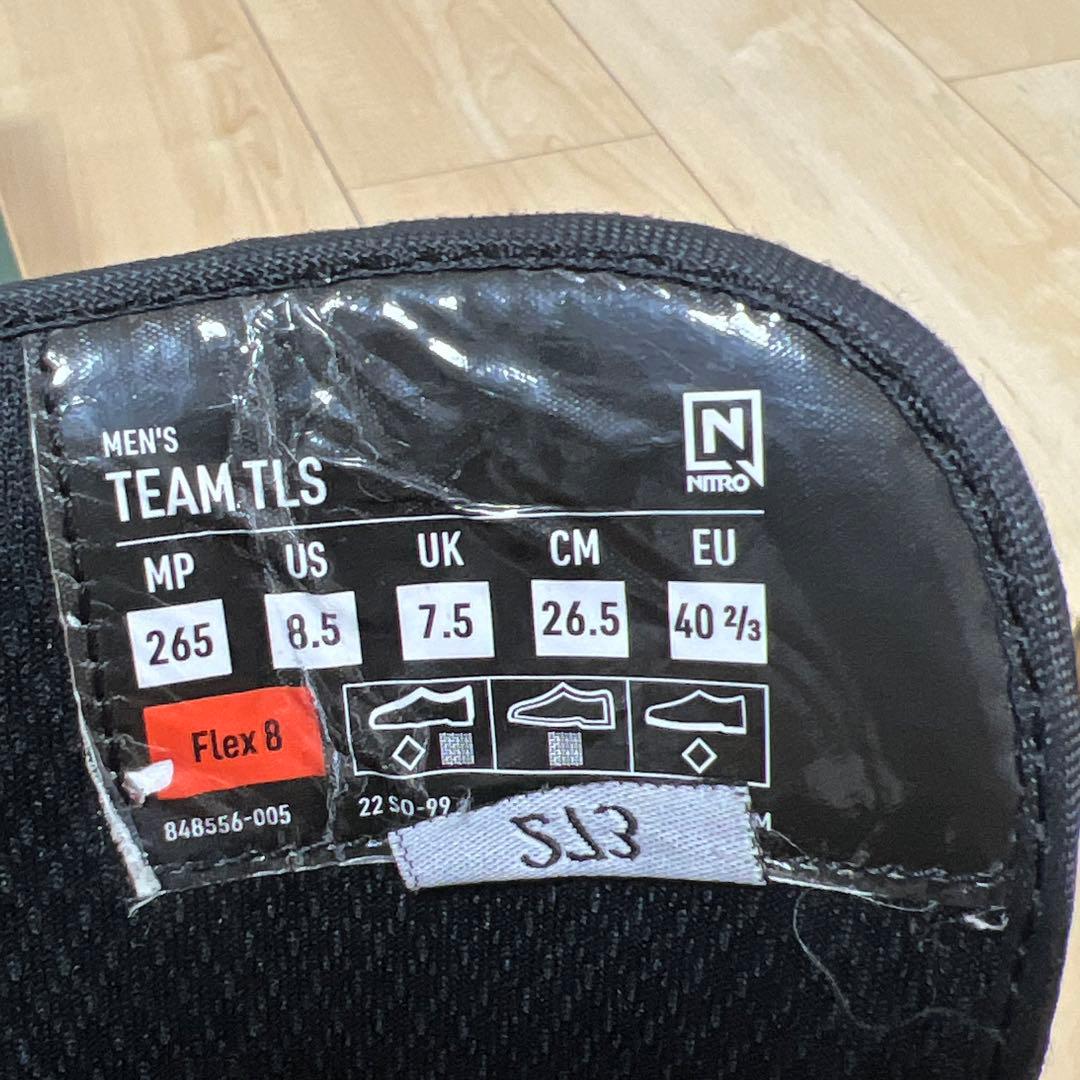 MEN'S
TEAM TLS
N
NITRO
MP US UK CM EU
265 8.5 7.5 26.5 40 2/3
Flex 8
848556-005
22 SO-99
M